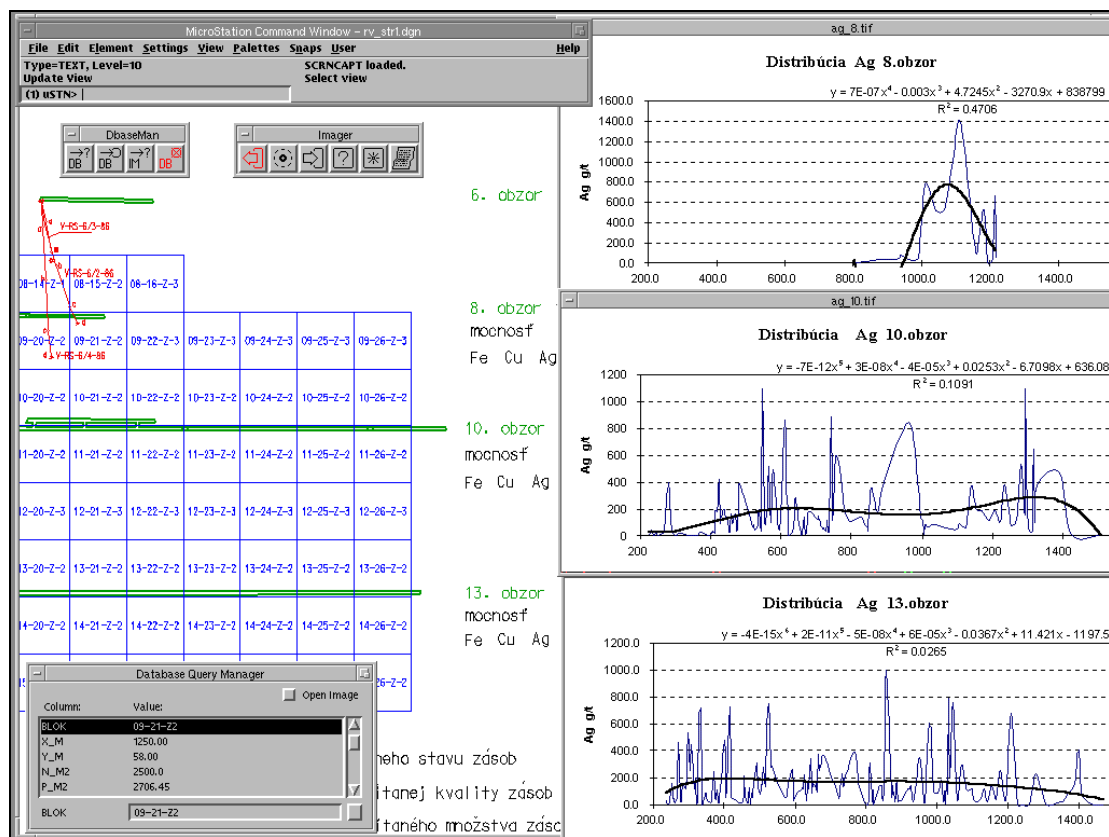 MicroStation Command Window – rv_str1.dgn
File Edit Element Settings View Palettes Snaps User Help
Type=TEXT, Level=10 SCRNCAPT loaded.
Update View Select view
(1) uSTN>
DbaseMan
DB DB IM DB
Imager
6. obzor
V-RS-6/3-86
V-RS-6/2-86
08-14-Z-1 08-15-Z-2 08-16-Z-3
8. obzor
mocnosť
Fe Cu Ag
09-20-Z-2 09-21-Z-2 09-22-Z-3 09-23-Z-3 09-24-Z-3 09-25-Z-3 09-26-Z-3
V-RS-6/4-86
10-20-Z-2 10-21-Z-2 10-22-Z-3 10-23-Z-3 10-24-Z-2 10-25-Z-2 10-26-Z-2
10. obzor
mocnosť
Fe Cu Ag
11-20-Z-2 11-21-Z-2 11-22-Z-2 11-23-Z-2 11-24-Z-2 11-25-Z-2 11-26-Z-2
12-20-Z-3 12-21-Z-3 12-22-Z-3 12-23-Z-3 12-24-Z-2 12-25-Z-2 12-26-Z-2
13-20-Z-2 13-21-Z-2 13-22-Z-2 13-23-Z-2 13-24-Z-2 13-25-Z-2 13-26-Z-2
13. obzor
mocnosť
Fe Cu Ag
14-20-Z-2 14-21-Z-2 14-22-Z-2 14-23-Z-2 14-24-Z-2 14-25-Z-2 14-26-Z-2
6-Z-2
Database Query Manager
Open Image
Column: Value:
BLOK 09-21-Z2
X_M 1250.00
Y_M 58.00
N_M2 2500.0
P_M2 2706.45
BLOK 09-21-Z2
neho stavu zásob
ítanej kvality zásob
ítaného množstva zásc
ag_8.tif
Distribúcia Ag 8.obzor
y = 7E-07x⁴ - 0.003x³ + 4.7245x² - 3270.9x + 838799
R² = 0.4706
Ag g/t
1600.0
1400.0
1200.0
1000.0
800.0
600.0
400.0
200.0
0.0
200.0 400.0 600.0 800.0 1000.0 1200.0 1400.0
ag_10.tif
Distribúcia Ag 10.obzor
y = -7E-12x⁵ + 3E-08x⁴ - 4E-05x³ + 0.0253x² - 6.7098x + 636.08
R² = 0.1091
Ag g/t
1200
1000
800
600
400
200
0
200 400 600 800 1000 1200 1400
Distribúcia Ag 13.obzor
y = -4E-15x⁶ + 2E-11x⁵ - 5E-08x⁴ + 6E-05x³ - 0.0367x² + 11.421x - 1197.5
R² = 0.0265
Ag g/t
1200.0
1000.0
800.0
600.0
400.0
200.0
0.0
200.0 400.0 600.0 800.0 1000.0 1200.0 1400.0